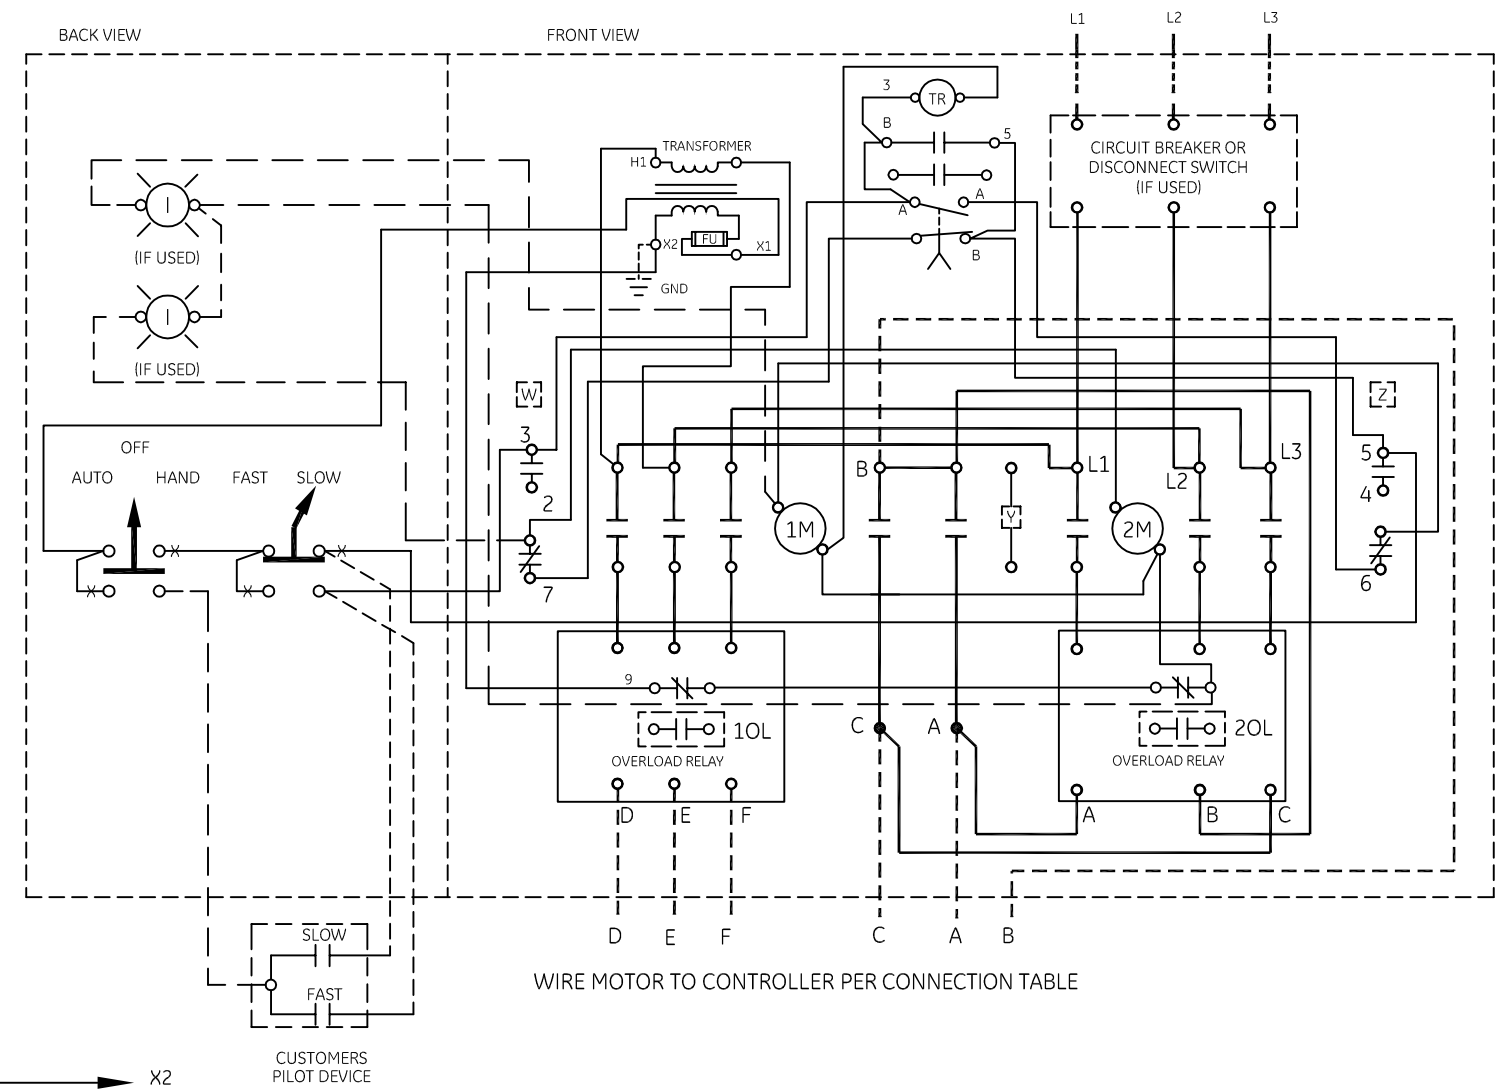 L1 L2 L3
BACK VIEW FRONT VIEW
3 TR
B 5
TRANSFORMER
H1
CIRCUIT BREAKER OR
DISCONNECT SWITCH
(IF USED)
I
A A
FU
X2 X1
B
(IF USED)
GND
I
(IF USED)
W Z
3
OFF
AUTO HAND FAST SLOW
B L1 L2 L3
5
4
2
Y
1M 2M
X X
7 6
X X
9
1OL 2OL
C A
OVERLOAD RELAY OVERLOAD RELAY
D E F A B C
SLOW
D E F C A B
WIRE MOTOR TO CONTROLLER PER CONNECTION TABLE
FAST
CUSTOMERS
PILOT DEVICE
X2